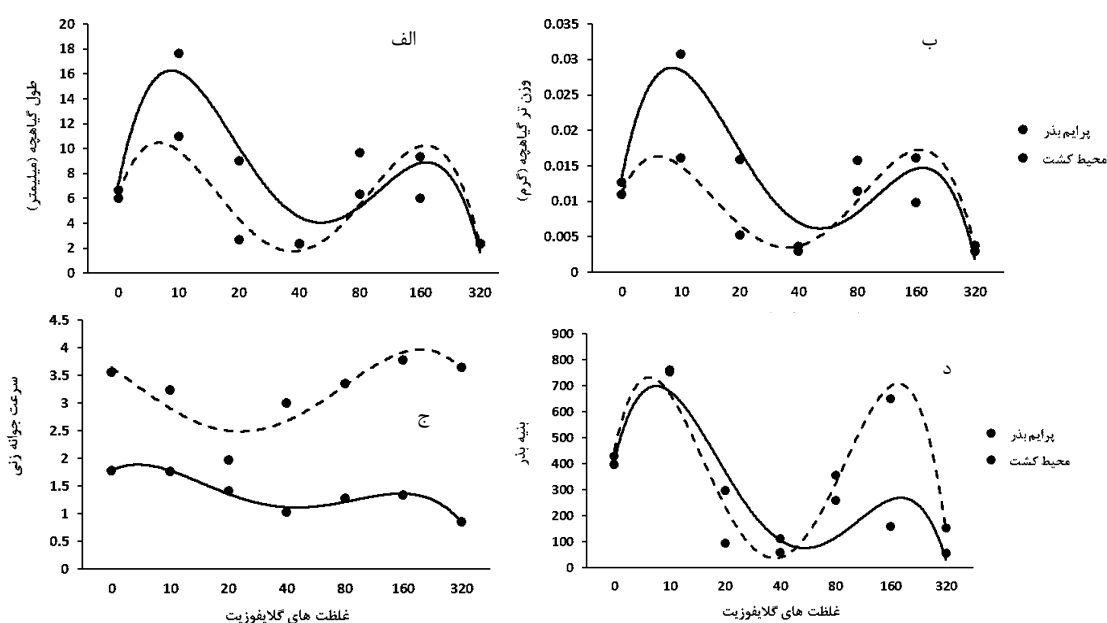 الف
طول گیاهچه (میلیمتر)
20
18
16
14
12
10
8
6
4
2
0
0 10 20 40 80 160 320
ب
وزن تر گیاهچه (گرم)
0.035
0.03
0.025
0.02
0.015
0.01
0.005
0
0 10 20 40 80 160 320
پرایم بذر
محیط کشت
ج
سرعت جوانه زنی
4.5
4
3.5
3
2.5
2
1.5
1
0.5
0
0 10 20 40 80 160 320
غلظت های گلایفوزیت
د
بنیه بذر
900
800
700
600
500
400
300
200
100
0
0 10 20 40 80 160 320
غلظت های گلایفوزیت
پرایم بذر
محیط کشت